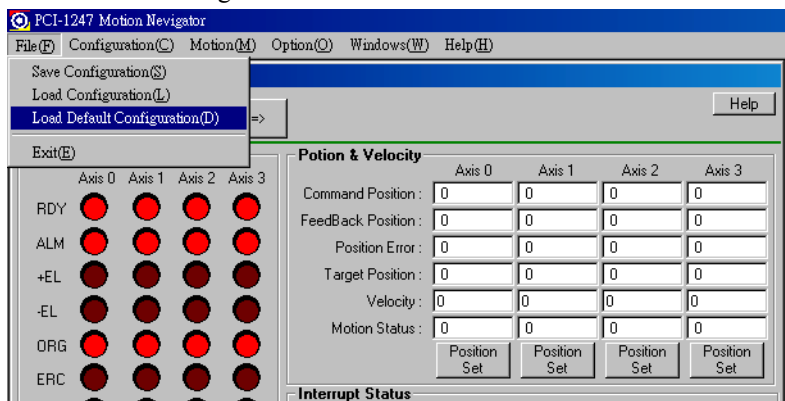 PCI-1247 Motion Nevigator
File(F) Configuration(C) Motion(M) Option(O) Windows(W) Help(H)
Save Configuration(S)
Load Configuration(L)
Load Default Configuration(D)
Exit(E)
=>
Help
Axis 0 Axis 1 Axis 2 Axis 3
RDY
ALM
+EL
-EL
ORG
ERC
Potion & Velocity
Axis 0 Axis 1 Axis 2 Axis 3
Command Position : 0 0 0 0
FeedBack Position : 0 0 0 0
Position Error : 0 0 0 0
Target Position : 0 0 0 0
Velocity : 0 0 0 0
Motion Status : 0 0 0 0
Position Set Position Set Position Set Position Set
Interrupt Status